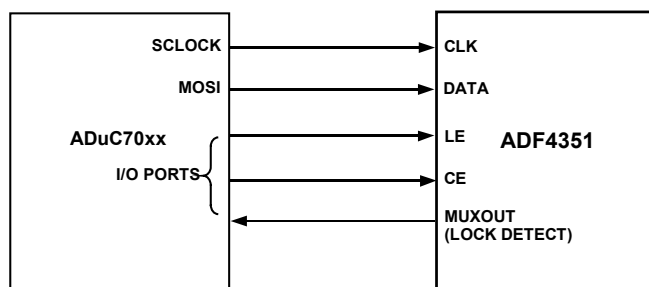 SCLOCK
CLK
MOSI
DATA
ADuC70xx
LE
ADF4351
I/O PORTS
CE
MUXOUT
(LOCK DETECT)